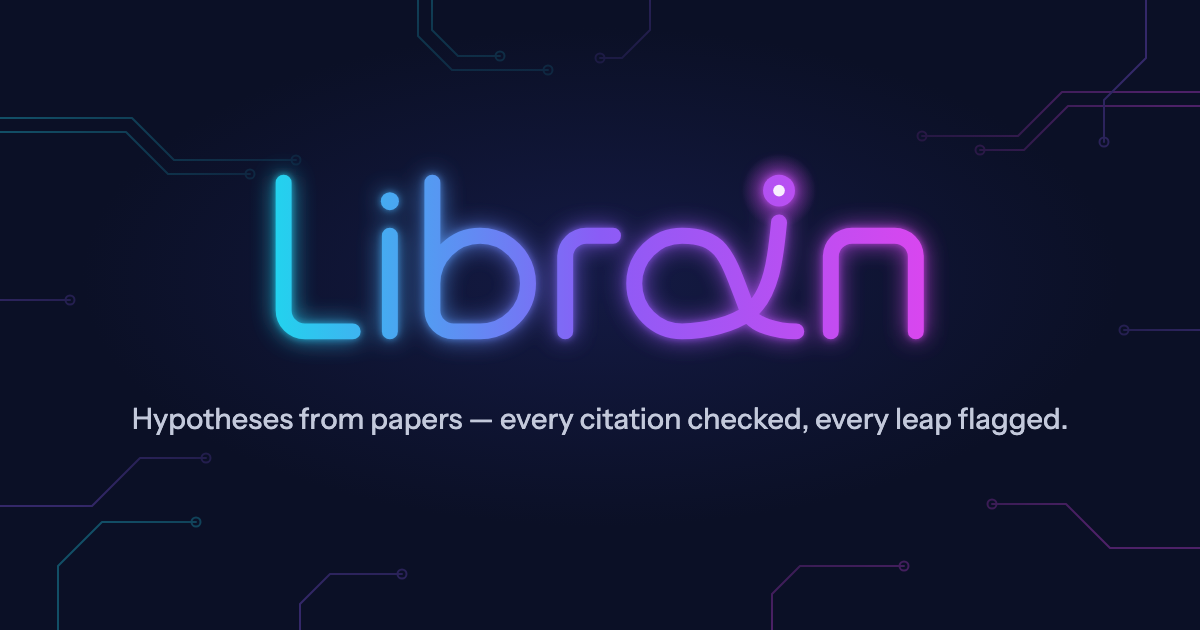 Librain
Hypotheses from papers — every citation checked, every leap flagged.